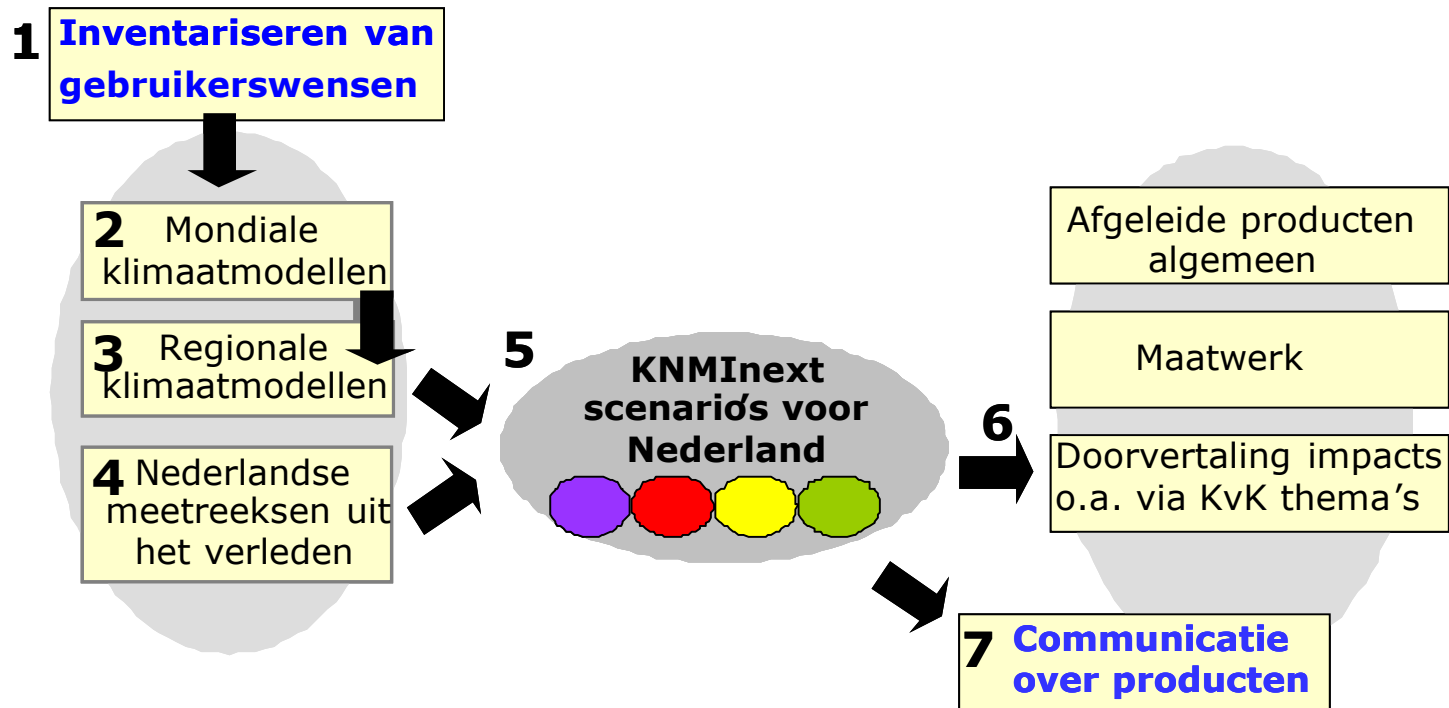 1 Inventariseren van
gebruikerswensen
2 Mondiale
klimaatmodellen
3 Regionale
klimaatmodellen
4 Nederlandse
meetreeksen uit
het verleden
5
KNMInext
scenario's voor
Nederland
6
Afgeleide producten
algemeen
Maatwerk
Doorvertaling impacts
o.a. via KvK thema's
7 Communicatie
over producten